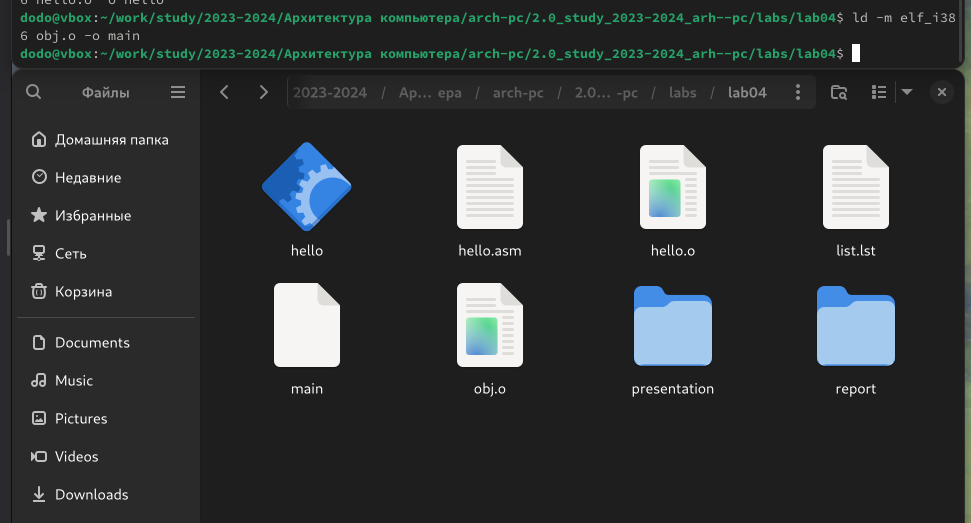 6 hello.o -o hello
dodo@vbox:~/work/study/2023-2024/Архитектура компьютера/arch-pc/2.0_study_2023-2024_arh--pc/labs/lab04$ ld -m elf_i38
6 obj.o -o main
dodo@vbox:~/work/study/2023-2024/Архитектура компьютера/arch-pc/2.0_study_2023-2024_arh--pc/labs/lab04$
Файлы
2023-2024 / Ар… ера / arch-pc / 2.0… -pc / labs / lab04
Домашняя папка
Недавние
Избранные
Сеть
Корзина
Documents
Music
Pictures
Videos
Downloads
hello hello.asm hello.o list.lst
main obj.o presentation report